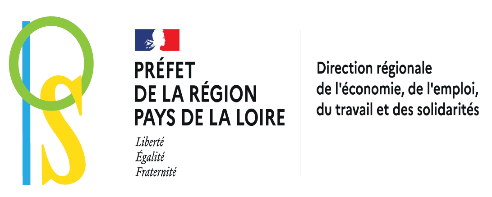 OIS
PRÉFET
DE LA RÉGION
PAYS DE LA LOIRE
Liberté
Égalité
Fraternité
Direction régionale
de l'économie, de l'emploi,
du travail et des solidarités